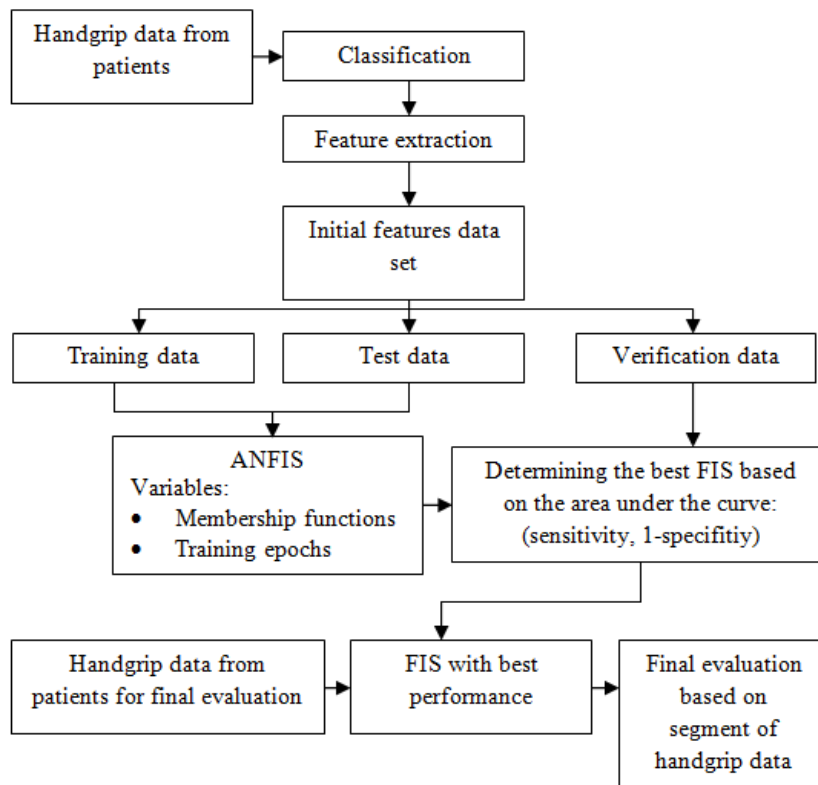 Handgrip data from
patients
Classification
Feature extraction
Initial features data
set
Training data
Test data
Verification data
ANFIS
Variables:
• Membership functions
• Training epochs
Determining the best FIS based
on the area under the curve:
(sensitivity, 1-specifitiy)
Handgrip data from
patients for final evaluation
FIS with best
performance
Final evaluation
based on
segment of
handgrip data